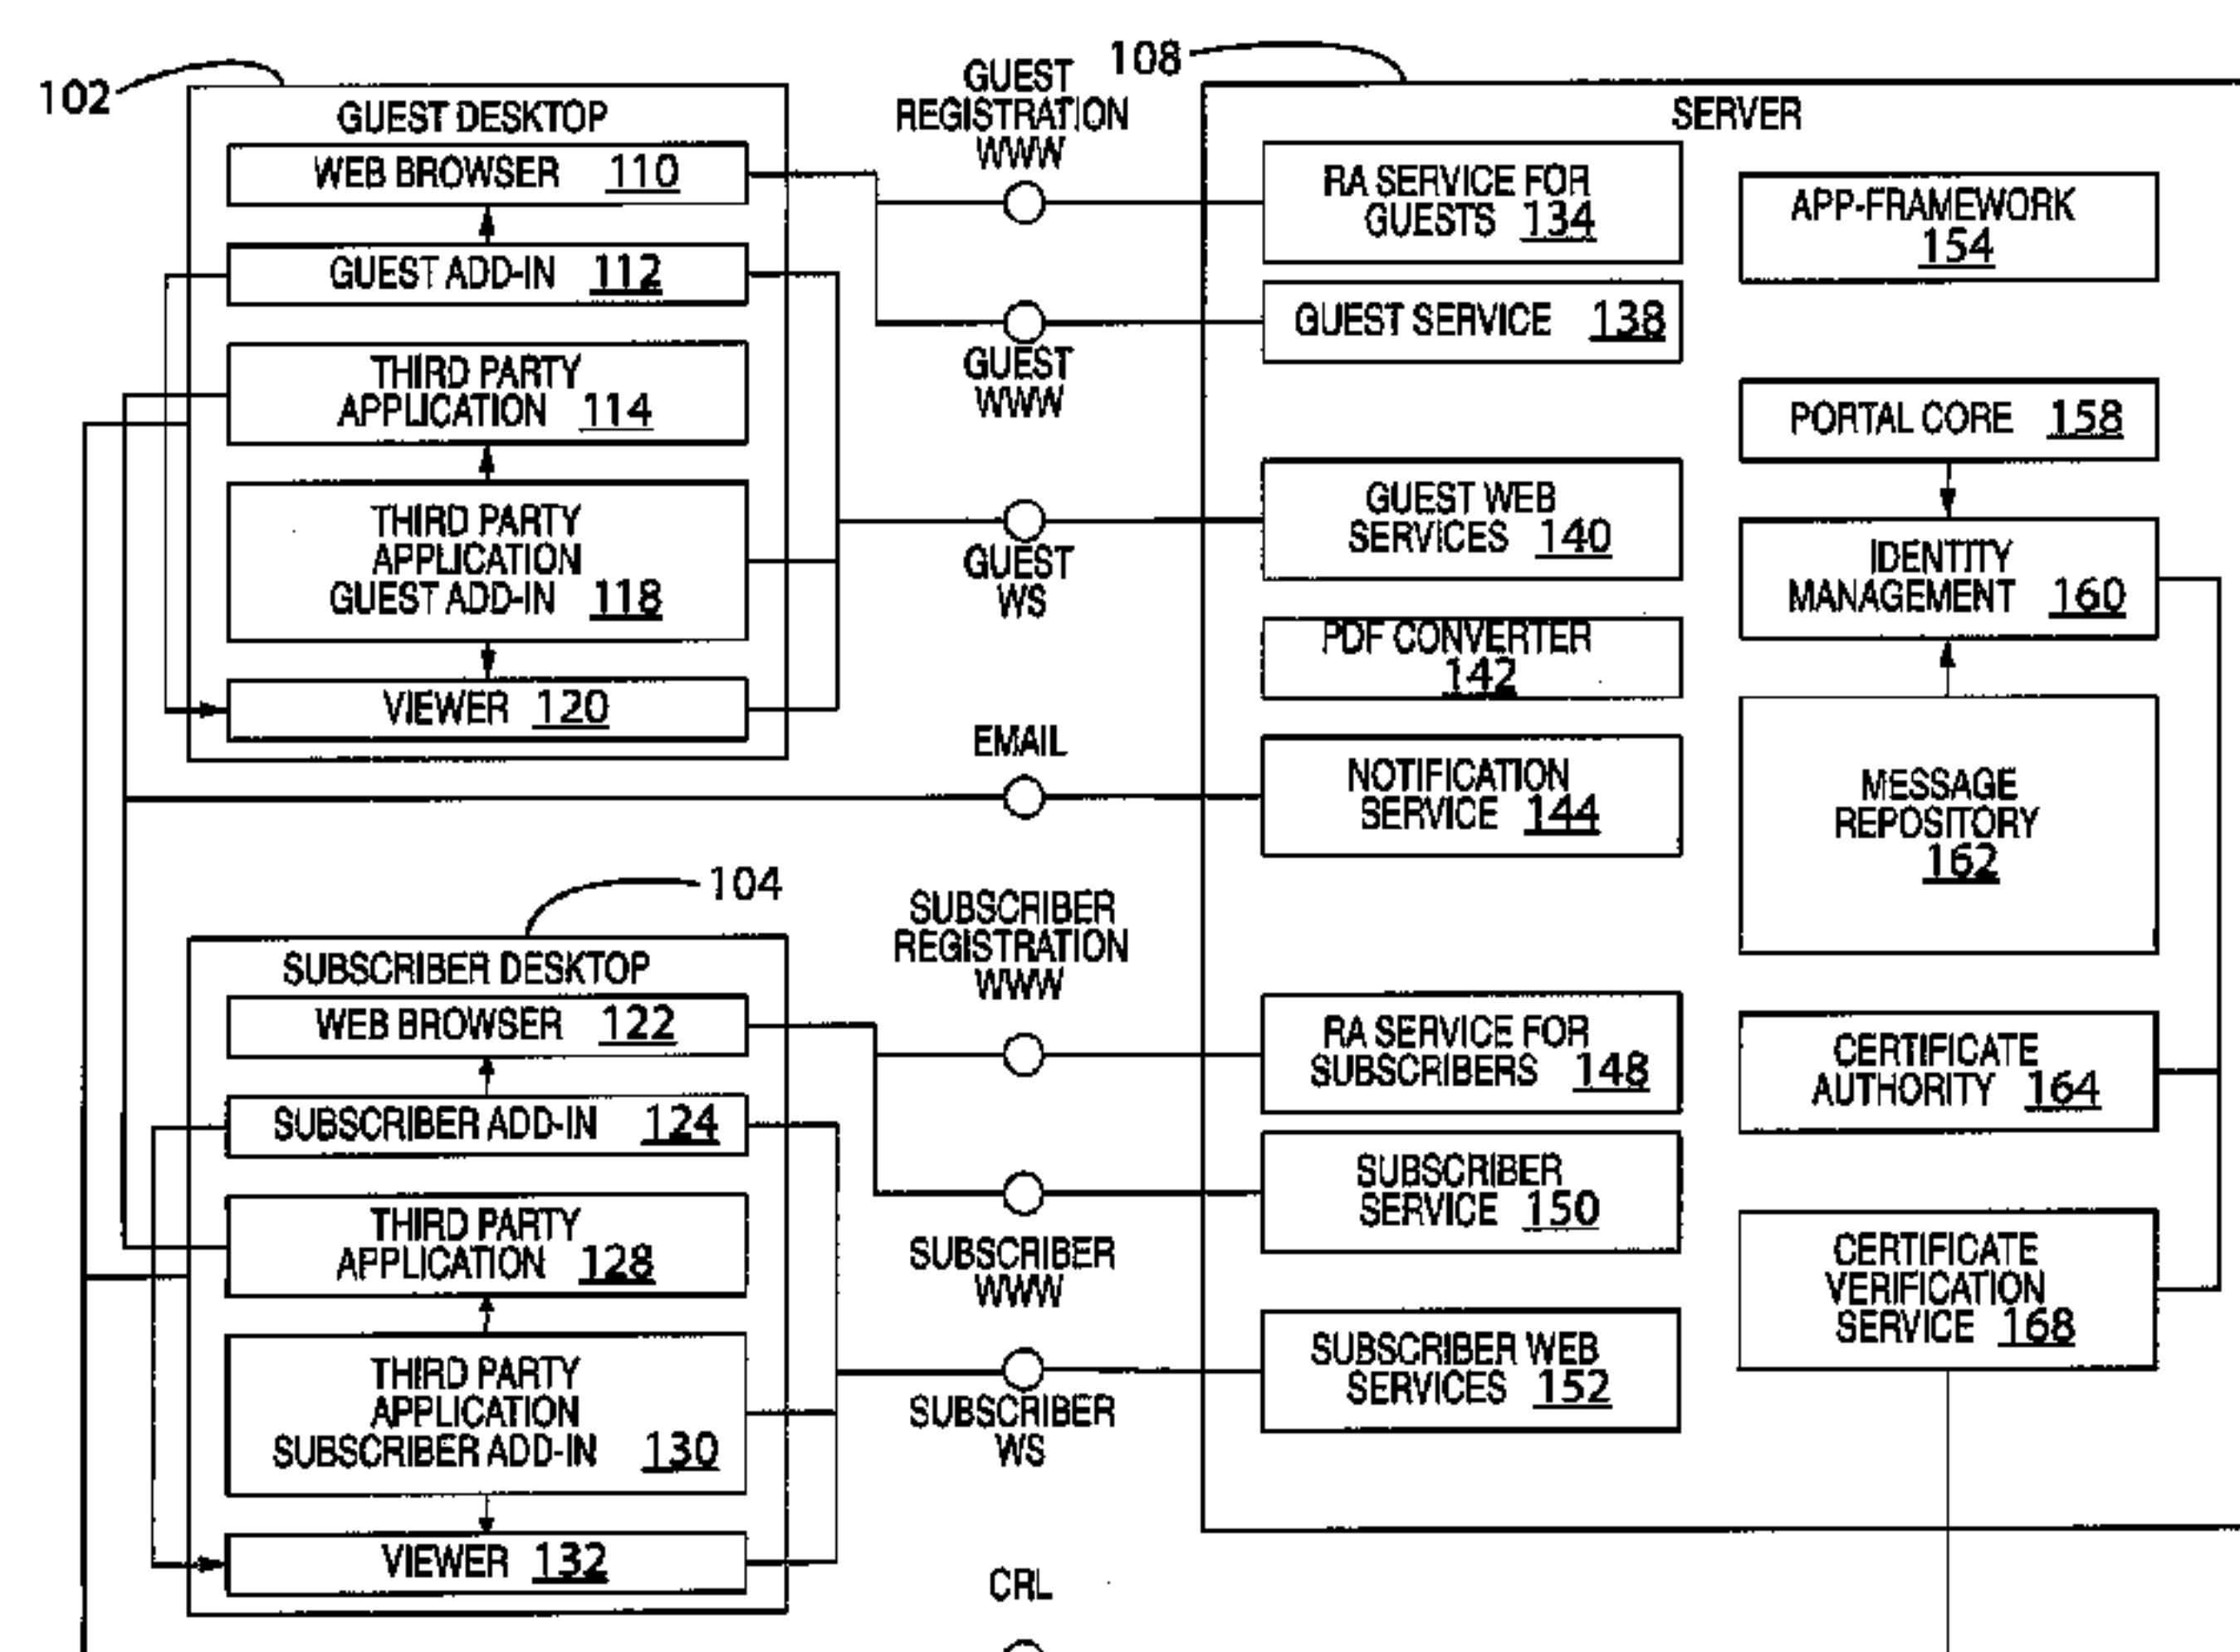 102
GUEST DESKTOP
WEB BROWSER 110
GUEST ADD-IN 112
THIRD PARTY
APPLICATION 114
THIRD PARTY
APPLICATION
GUEST ADD-IN 118
VIEWER 120
104
SUBSCRIBER DESKTOP
WEB BROWSER 122
SUBSCRIBER ADD-IN 124
THIRD PARTY
APPLICATION 128
THIRD PARTY
APPLICATION
SUBSCRIBER ADD-IN 130
VIEWER 132
GUEST
REGISTRATION
WWW
GUEST
WWW
GUEST
WS
EMAIL
SUBSCRIBER
REGISTRATION
WWW
SUBSCRIBER
WWW
SUBSCRIBER
WS
CRL
108
SERVER
RA SERVICE FOR
GUESTS 134
GUEST SERVICE 138
GUEST WEB
SERVICES 140
PDF CONVERTER
142
NOTIFICATION
SERVICE 144
RA SERVICE FOR
SUBSCRIBERS 148
SUBSCRIBER
SERVICE 150
SUBSCRIBER WEB
SERVICES 152
APP-FRAMEWORK
154
PORTAL CORE 158
IDENTITY
MANAGEMENT 160
MESSAGE
REPOSITORY
162
CERTIFICATE
AUTHORITY 164
CERTIFICATE
VERIFICATION
SERVICE 168